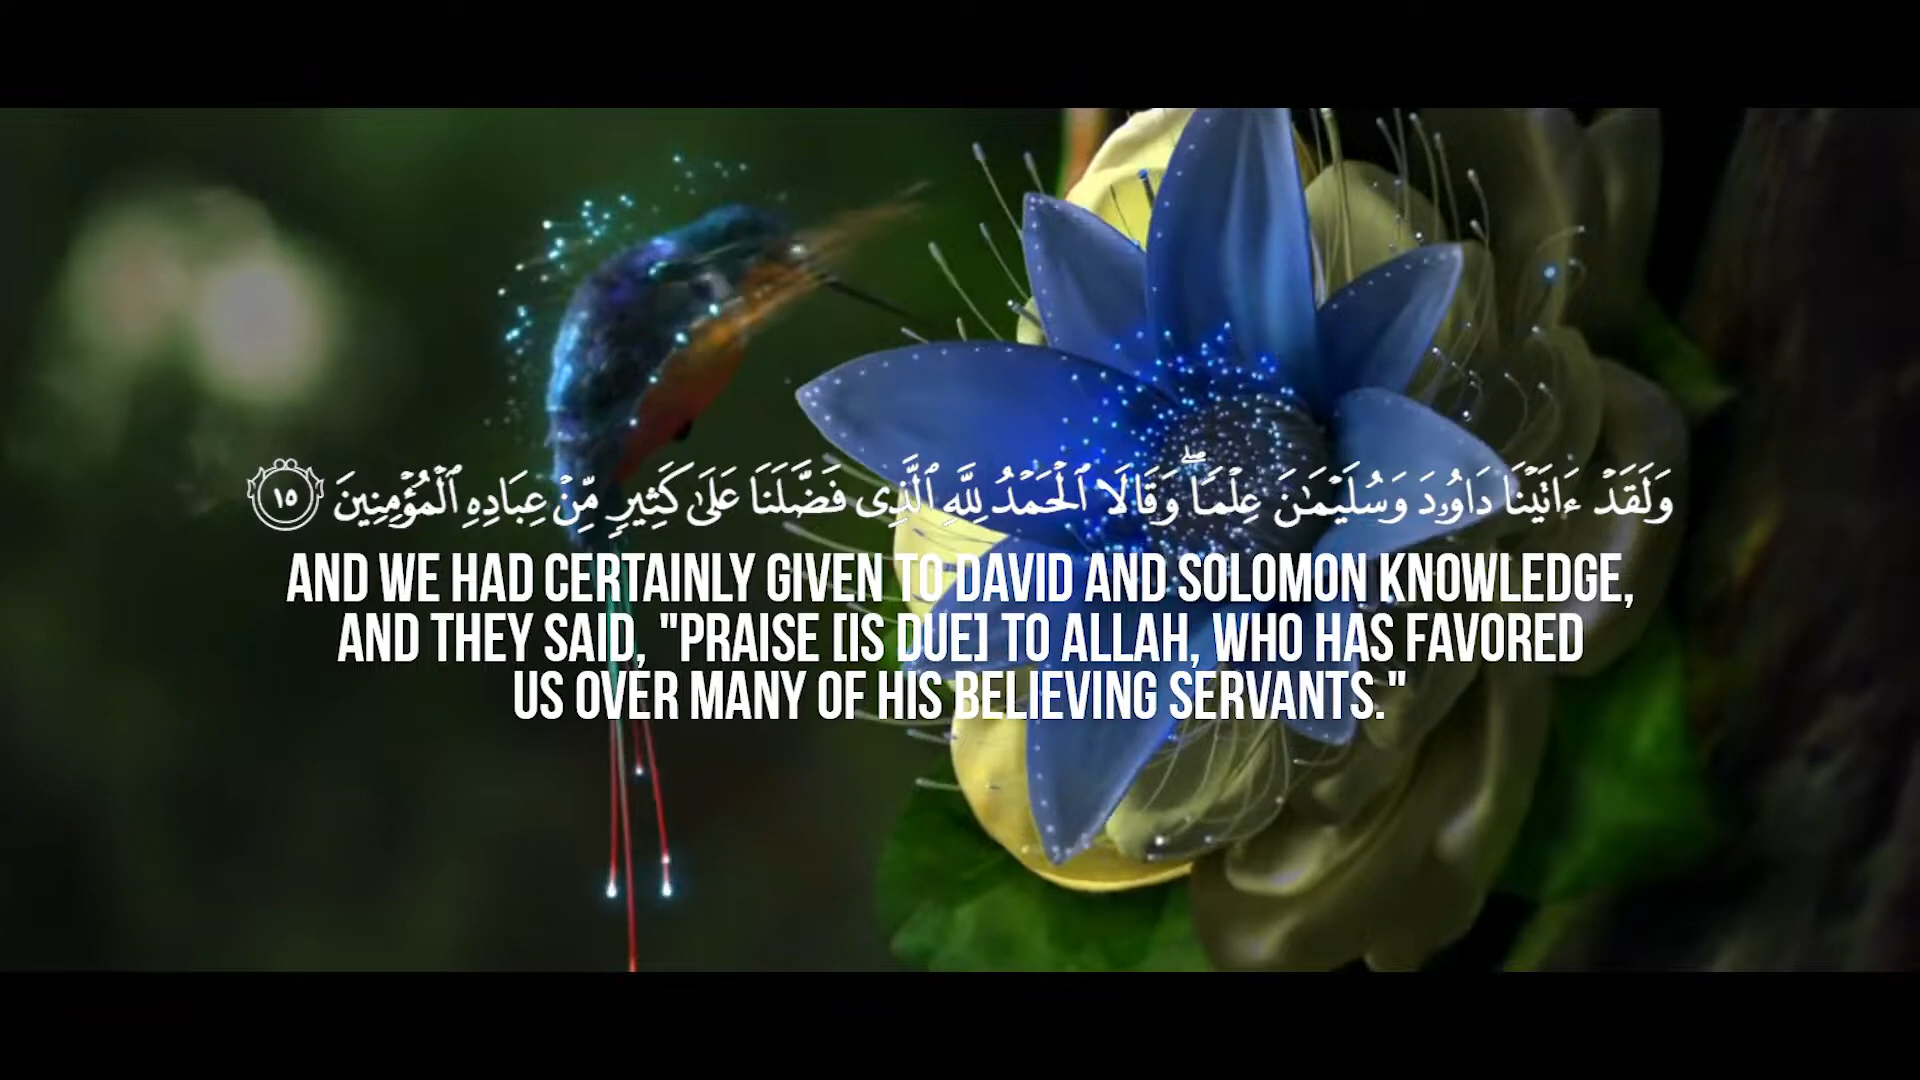 وَلَقَدْ ءَاتَيْنَا دَاوُۥدَ وَسُلَيْمَٰنَ عِلْمًا ۖ وَقَالَا ٱلْحَمْدُ لِلَّهِ ٱلَّذِى فَضَّلَنَا عَلَىٰ كَثِيرٍ مِّنْ عِبَادِهِ ٱلْمُؤْمِنِينَ ١٥
AND WE HAD CERTAINLY GIVEN TO DAVID AND SOLOMON KNOWLEDGE,
AND THEY SAID, "PRAISE [IS DUE] TO ALLAH, WHO HAS FAVORED
US OVER MANY OF HIS BELIEVING SERVANTS."